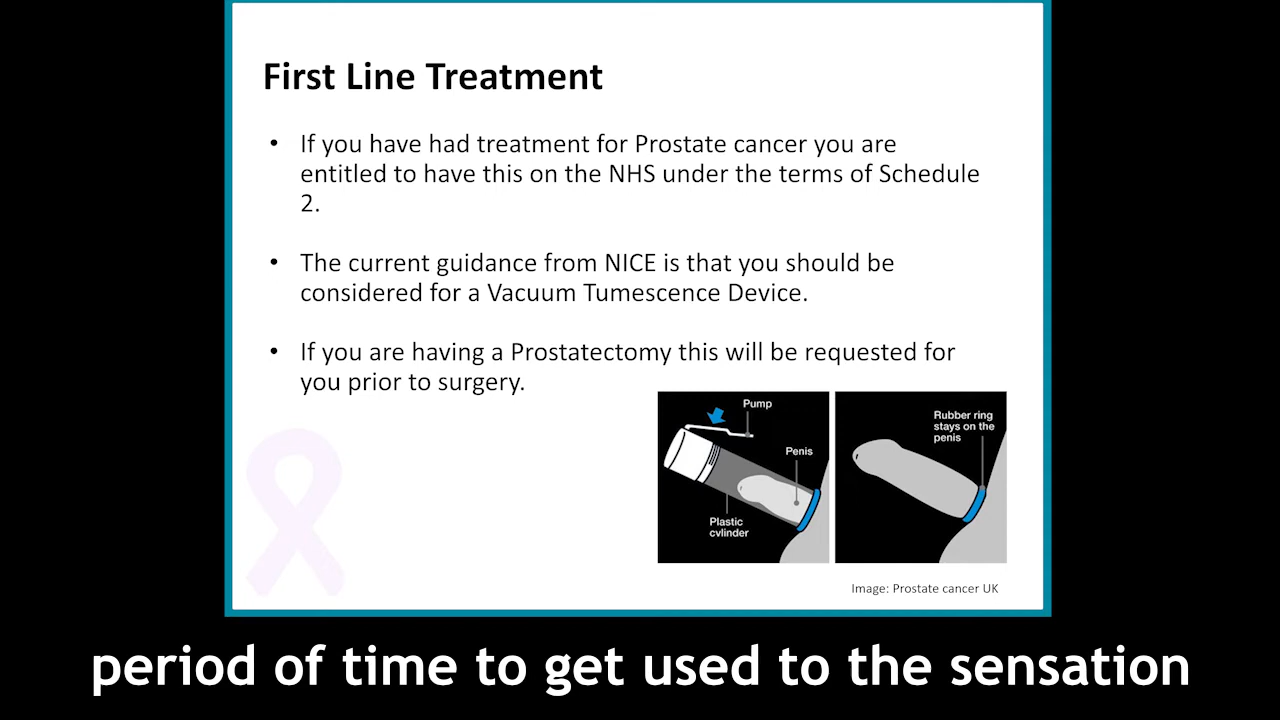 First Line Treatment
• If you have had treatment for Prostate cancer you are
entitled to have this on the NHS under the terms of Schedule
2.
• The current guidance from NICE is that you should be
considered for a Vacuum Tumescence Device.
• If you are having a Prostatectomy this will be requested for
you prior to surgery.
Pump
Penis
Plastic
cylinder
Rubber ring
stays on the
penis
Image: Prostate cancer UK
period of time to get used to the sensation